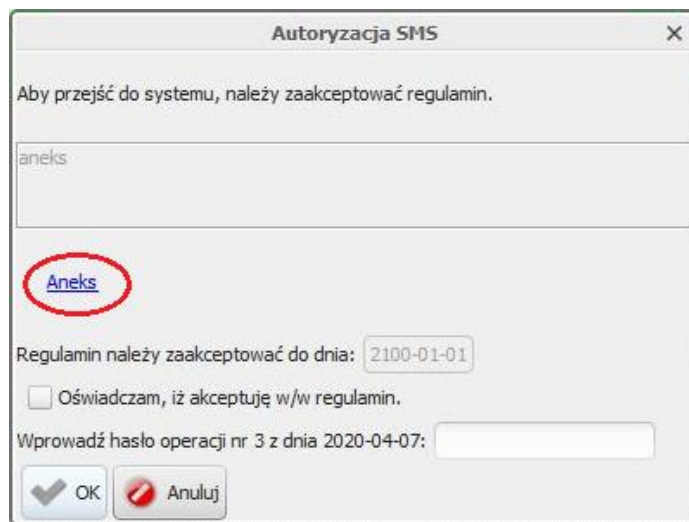 Autoryzacja SMS
Aby przejść do systemu, należy zaakceptować regulamin.
aneks
Aneks
Regulamin należy zaakceptować do dnia: 2100-01-01
Oświadczam, iż akceptuję w/w regulamin.
Wprowadź hasło operacji nr 3 z dnia 2020-04-07:
OK Anuluj